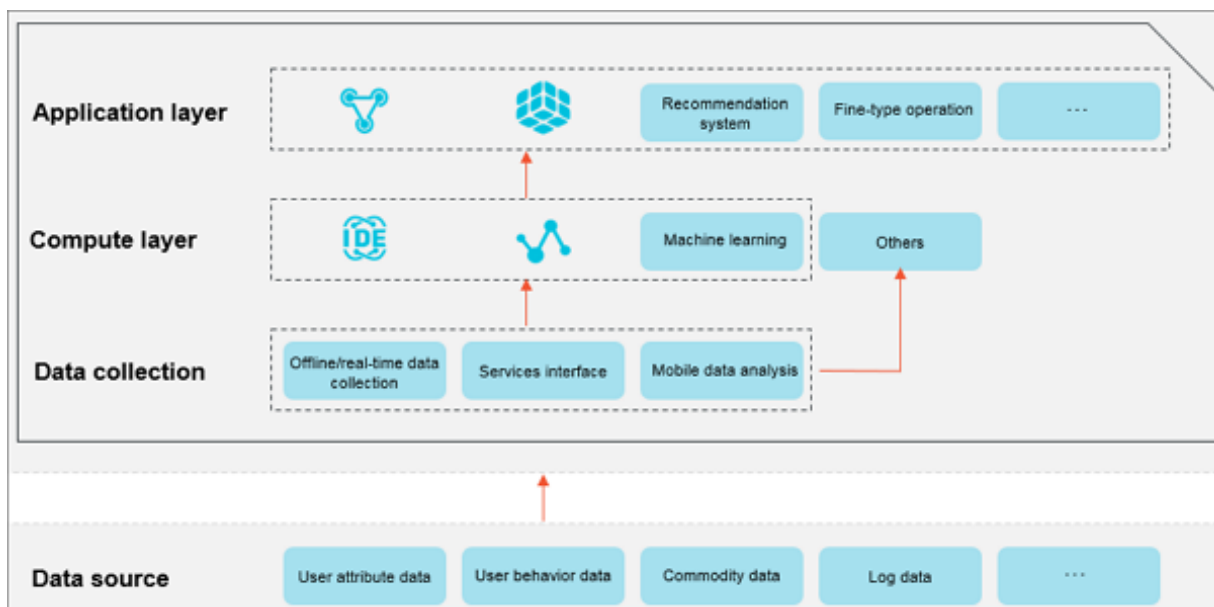 Application layer
Recommendation
system
Fine-type operation
...
Compute layer
IDE
Machine learning
Others
Data collection
Offline/real-time data
collection
Services interface
Mobile data analysis
Data source
User attribute data
User behavior data
Commodity data
Log data
...